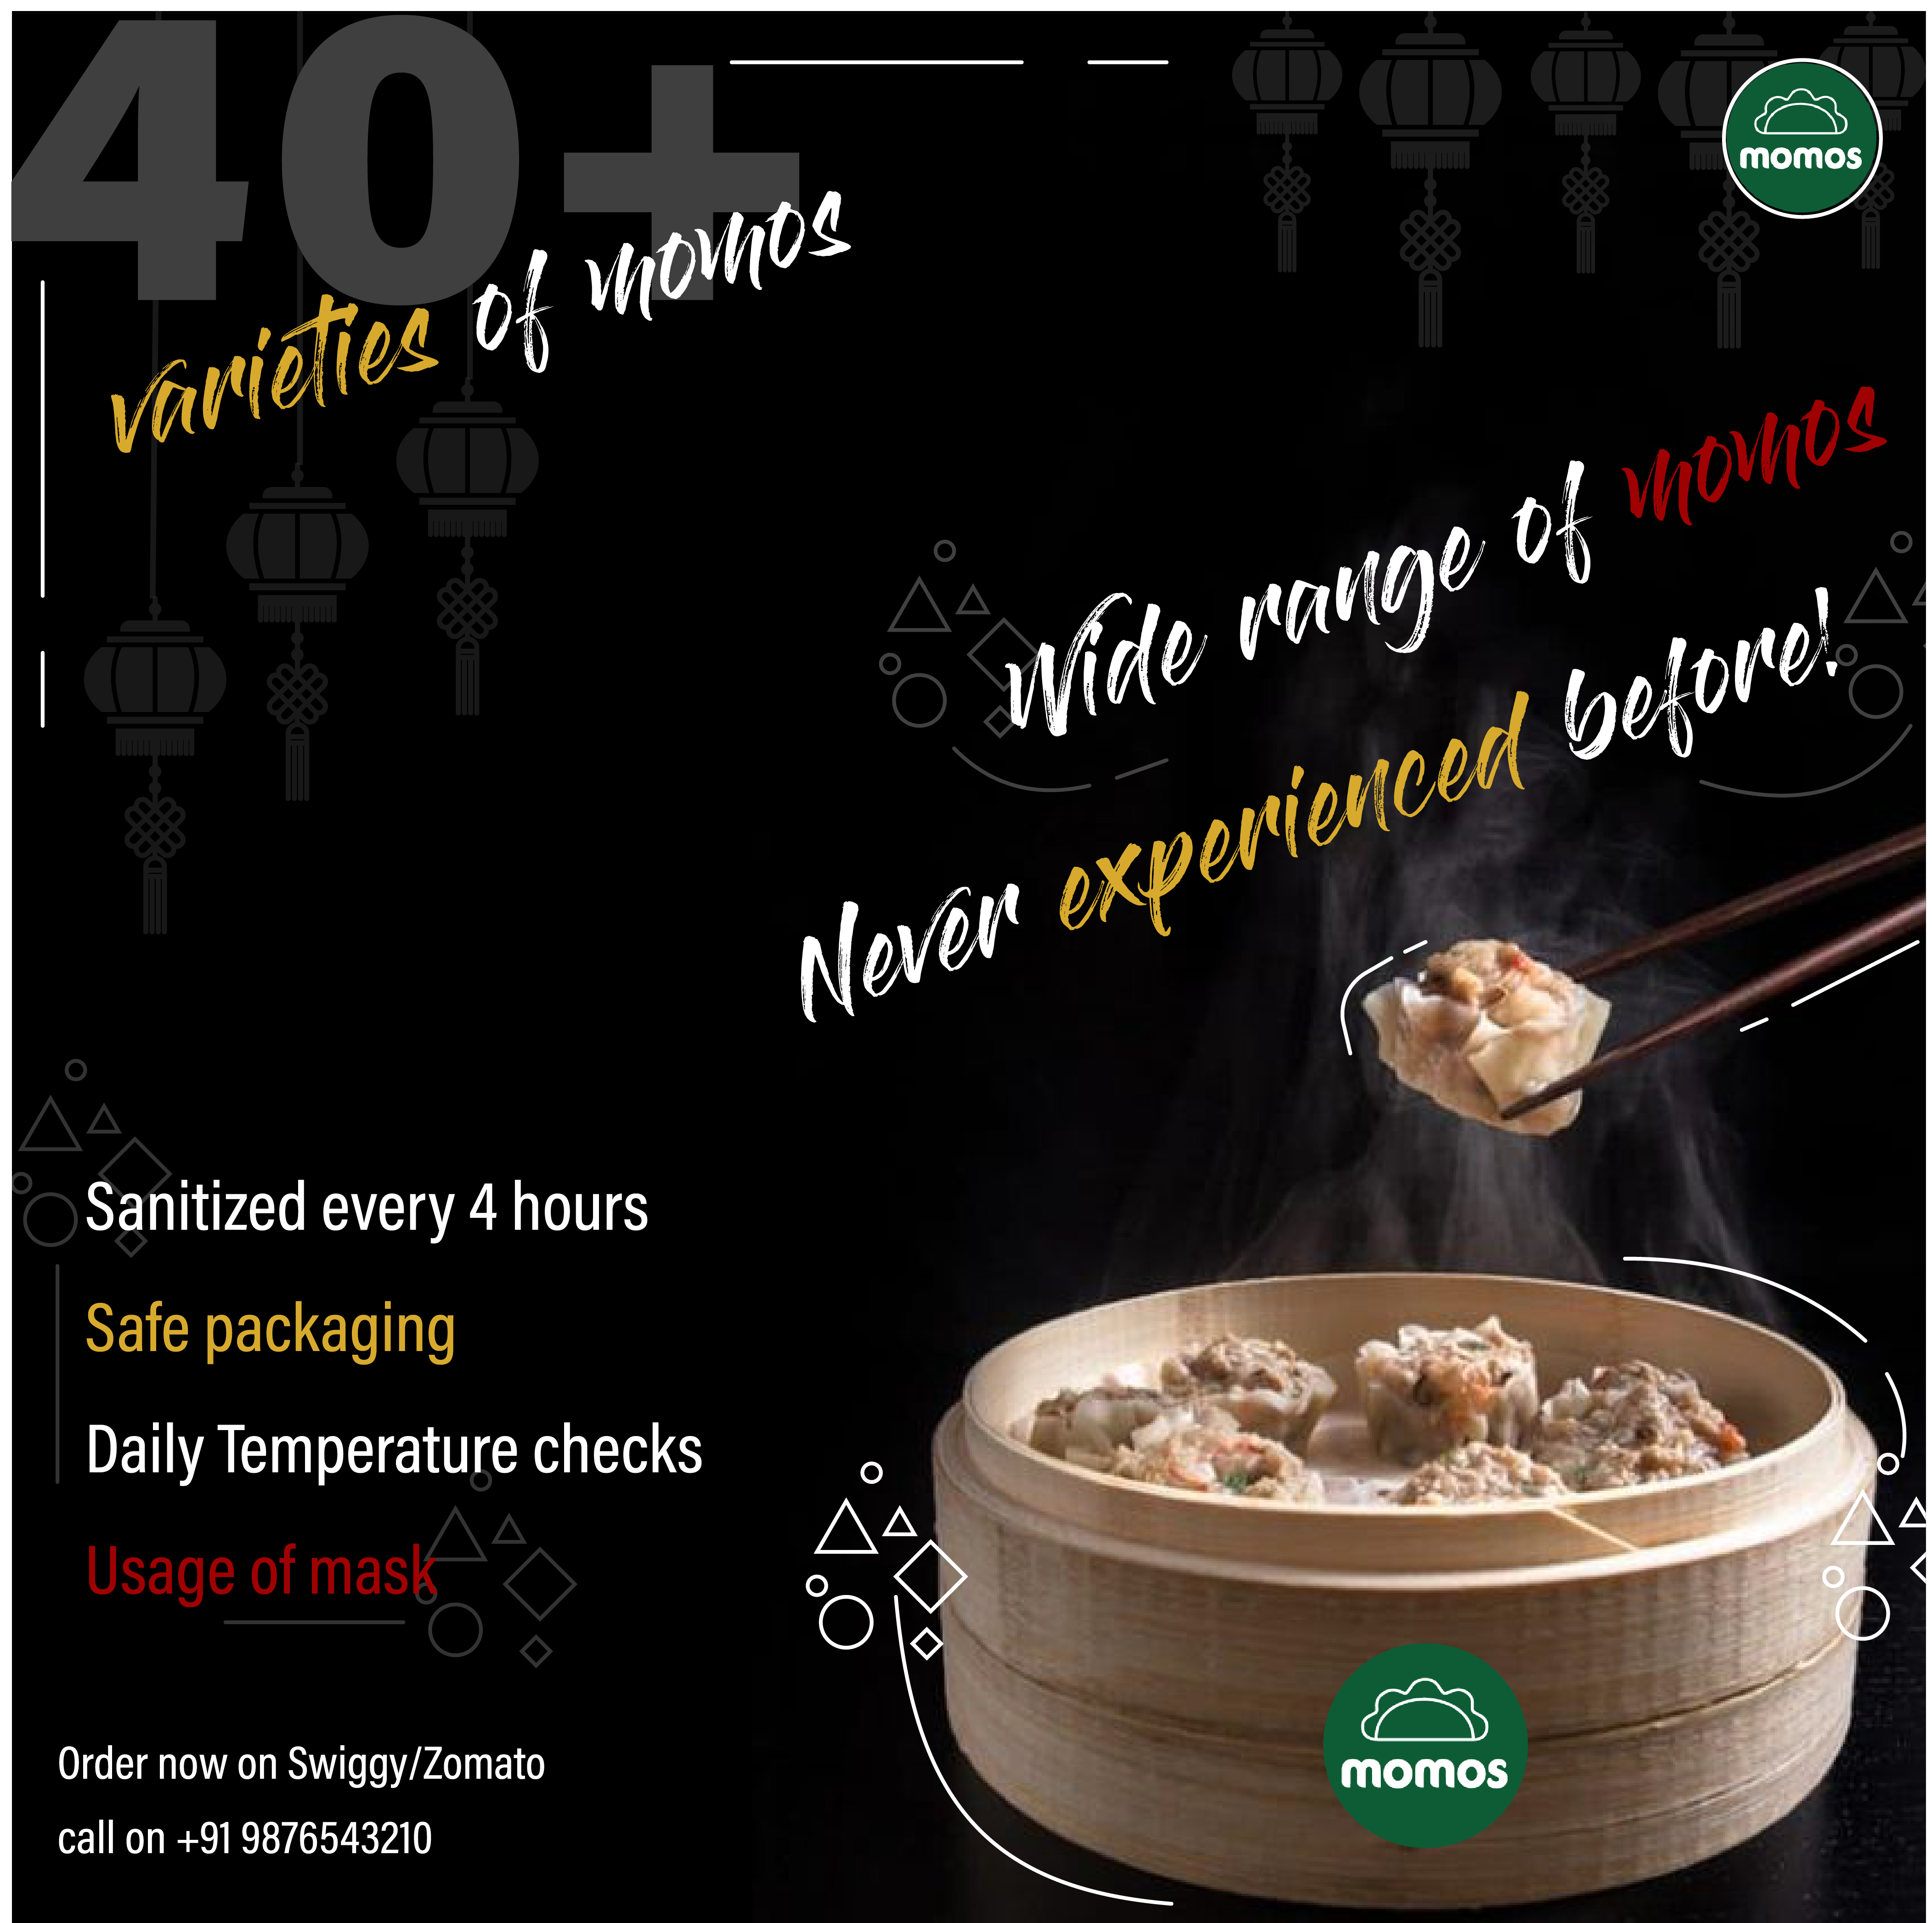 40+
varieties of momos
momos
Wide range of momos
Never experienced before!
Sanitized every 4 hours
Safe packaging
Daily Temperature checks
Usage of mask
Order now on Swiggy/Zomato
call on +91 9876543210
momos